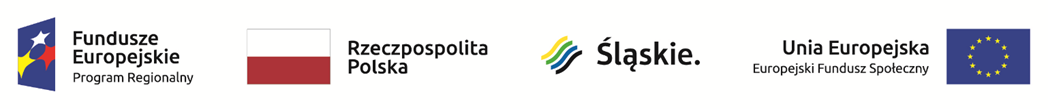 Fundusze
Europejskie
Program Regionalny
Rzeczpospolita
Polska
Śląskie.
Unia Europejska
Europejski Fundusz Społeczny